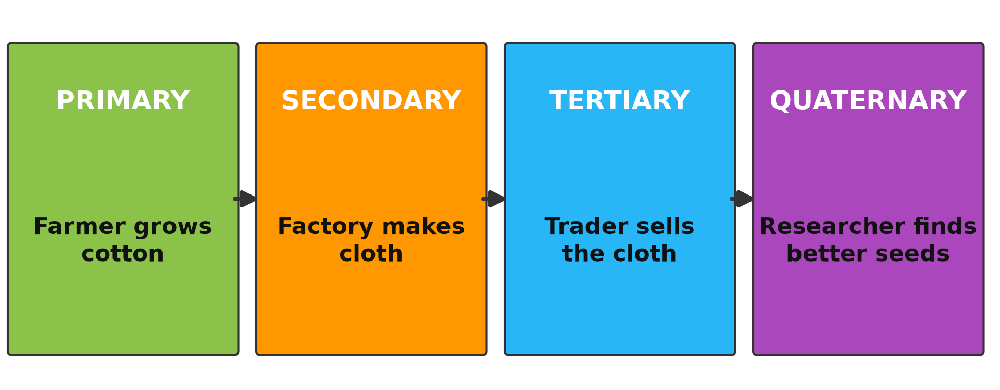 PRIMARY
Farmer grows
cotton
SECONDARY
Factory makes
cloth
TERTIARY
Trader sells
the cloth
QUATERNARY
Researcher finds
better seeds